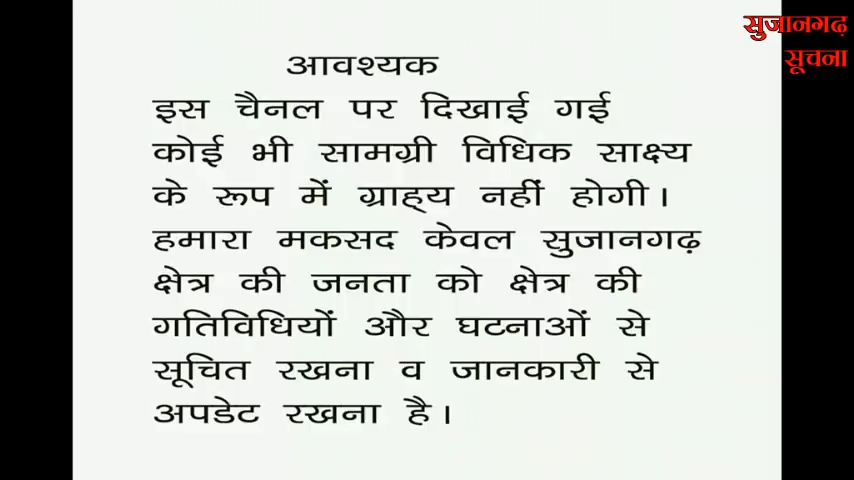 सुजानगढ़
सूचना
आवश्यक
इस चैनल पर दिखाई गई
कोई भी सामग्री विधिक साक्ष्य
के रूप में ग्राह्य नहीं होगी।
हमारा मकसद केवल सुजानगढ़
क्षेत्र की जनता को क्षेत्र की
गतिविधियों और घटनाओं से
सूचित रखना व जानकारी से
अपडेट रखना है।